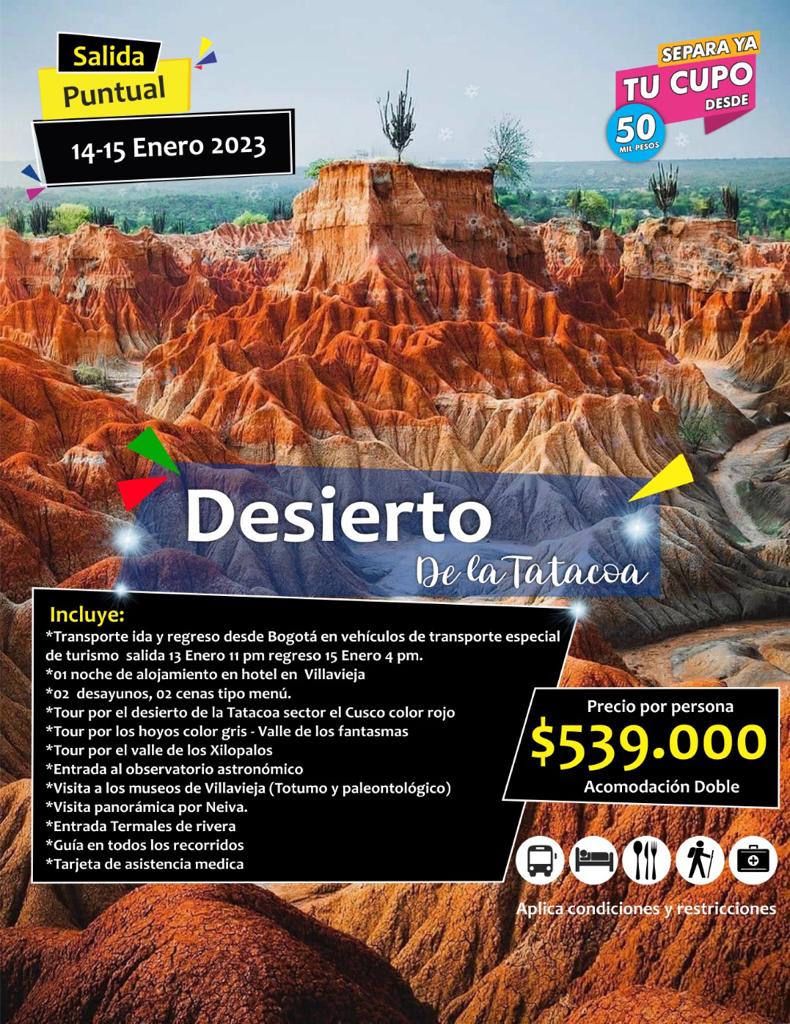 Salida
Puntual
14-15 Enero 2023
SEPARA YA
TU CUPO
DESDE
50
MIL PESOS
Desierto
De la Tatacoa
Incluye:
*Transporte ida y regreso desde Bogotá en vehículos de transporte especial
de turismo salida 13 Enero 11 pm regreso 15 Enero 4 pm.
*01 noche de alojamiento en hotel en Villavieja
*02 desayunos, 02 cenas tipo menú.
*Tour por el desierto de la Tatacoa sector el Cusco color rojo
*Tour por los hoyos color gris - Valle de los fantasmas
*Tour por el valle de los Xilopalos
*Entrada al observatorio astronómico
*Visita a los museos de Villavieja (Totumo y paleontológico)
*Visita panorámica por Neiva.
*Entrada Termales de rivera
*Guía en todos los recorridos
*Tarjeta de asistencia medica
Precio por persona
$539.000
Acomodación Doble
Aplica condiciones y restricciones